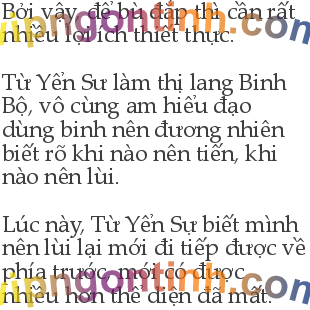 Bởi vậy, để bù đắp thì cần rất
nhiều lợi ích thiết thực.
Từ Yển Sư làm thị lang Binh
Bộ, vô cùng am hiểu đạo
dùng binh nên đương nhiên
biết rõ khi nào nên tiến, khi
nào nên lùi.
Lúc này, Từ Yển Sự biết mình
nên lùi lại mới đi tiếp được về
phía trước, mới có được
nhiều hơn thể diện đã mất.